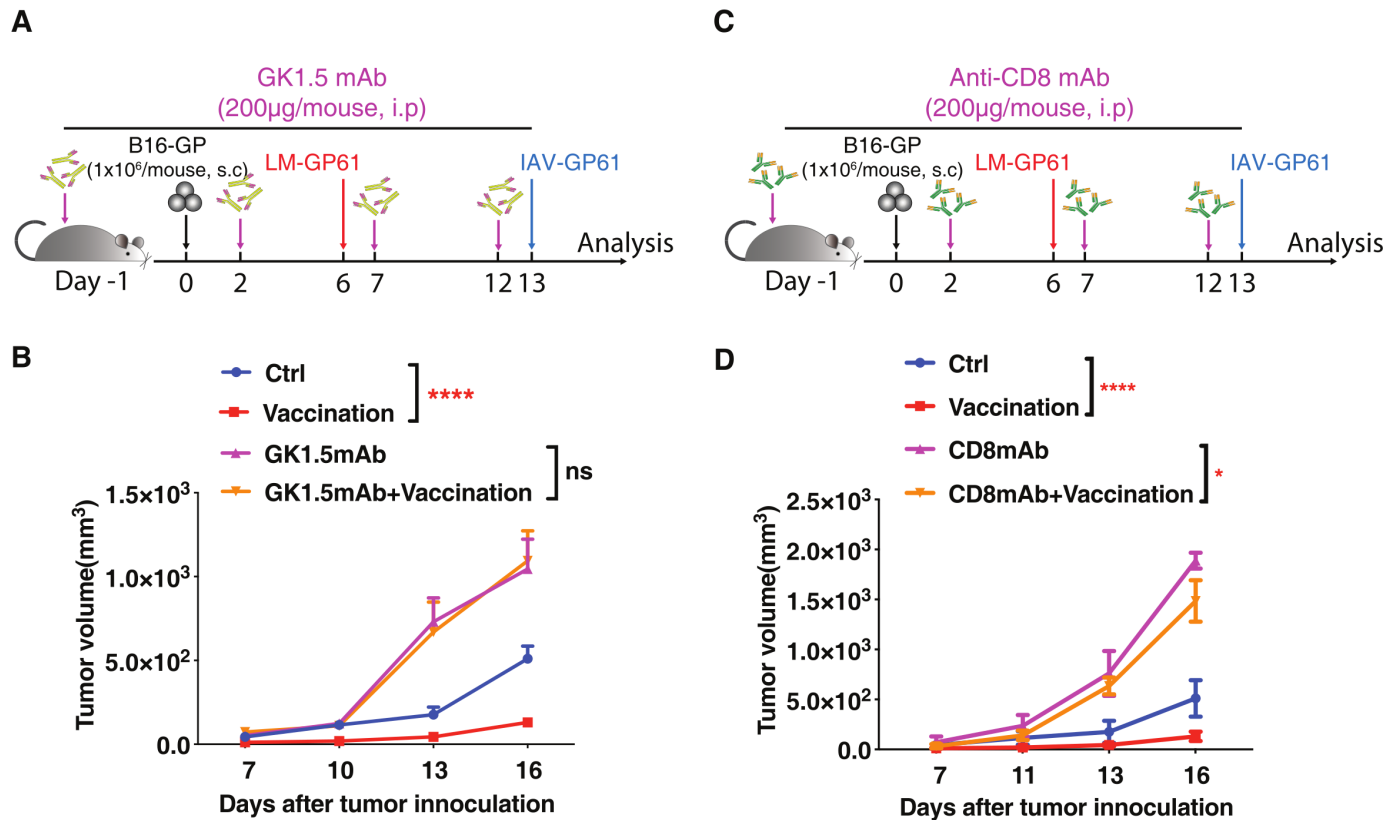 A
GK1.5 mAb
(200µg/mouse, i.p)
B16-GP
(1x10⁶/mouse, s.c)
LM-GP61
IAV-GP61
Analysis
Day -1
0
2
6
7
12
13
C
Anti-CD8 mAb
(200µg/mouse, i.p)
B16-GP
(1x10⁶/mouse, s.c)
LM-GP61
IAV-GP61
Analysis
Day -1
0
2
6
7
12
13
B
Ctrl
Vaccination
****
GK1.5mAb
GK1.5mAb+Vaccination
ns
Tumor volume(mm³)
1.5×10³
1.0×10³
5.0×10²
0.0
7
10
13
16
Days after tumor innoculation
D
Ctrl
Vaccination
****
CD8mAb
CD8mAb+Vaccination
*
Tumor volume(mm³)
2.5×10³
2.0×10³
1.5×10³
1.0×10³
5.0×10²
0.0
7
11
13
16
Days after tumor innoculation